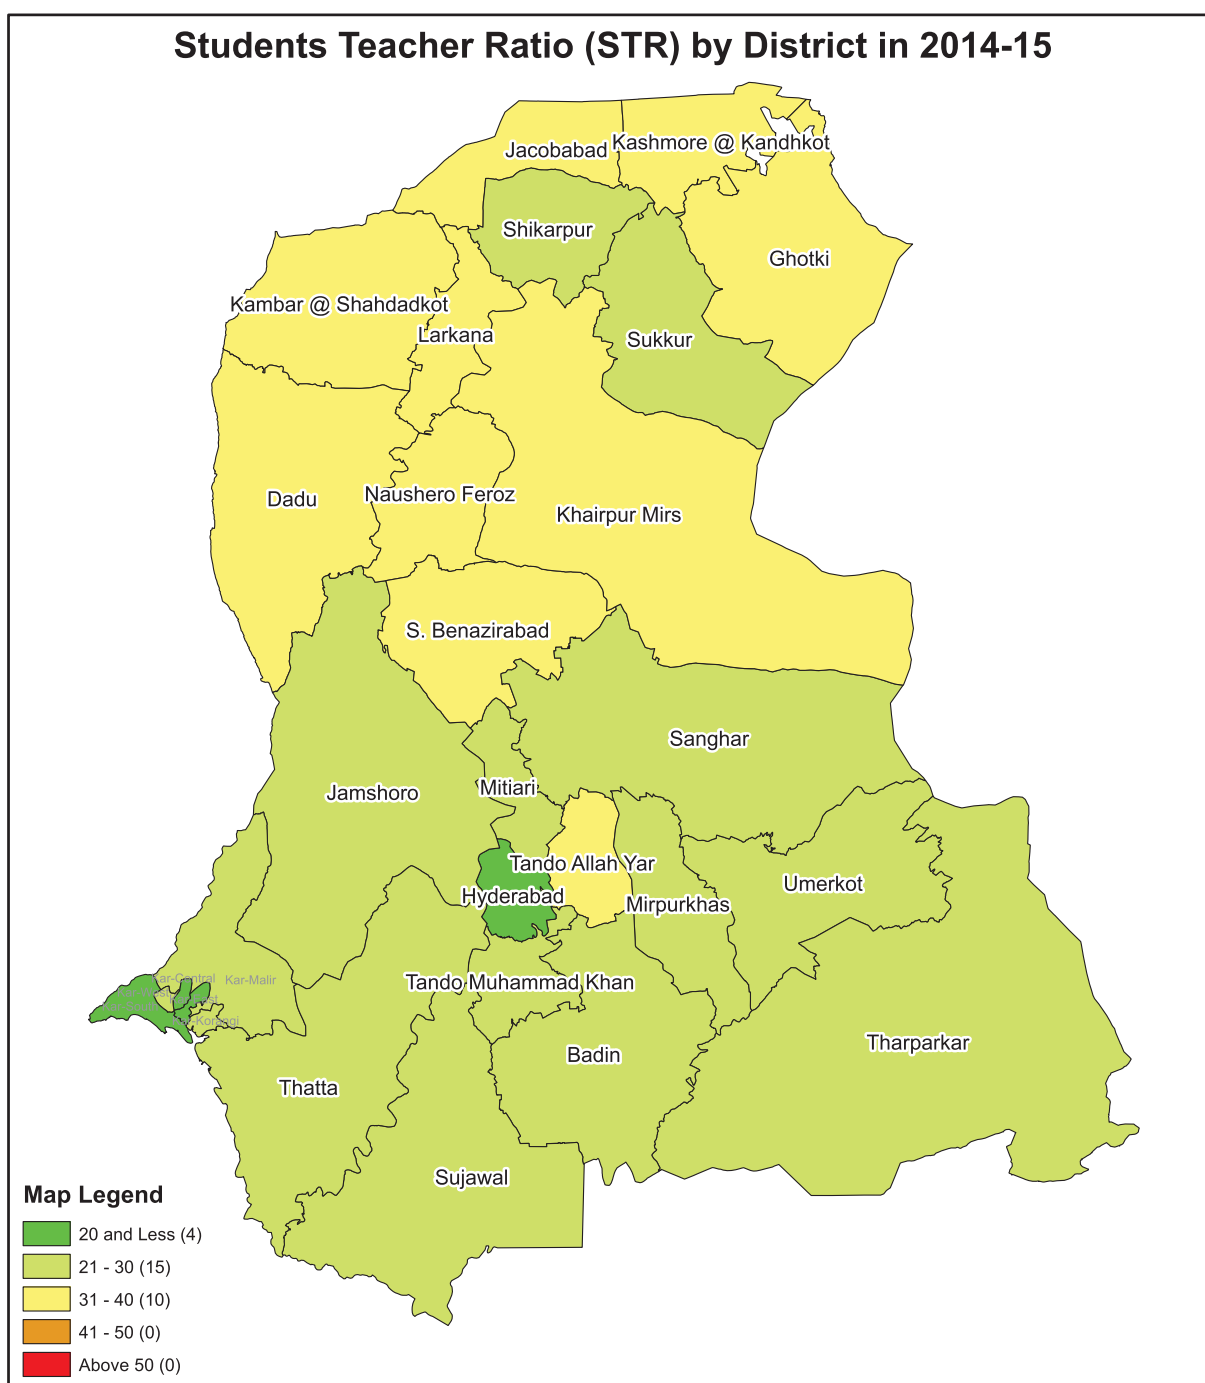 Students Teacher Ratio (STR) by District in 2014-15
Jacobabad
Kashmore @ Kandhkot
Shikarpur
Ghotki
Kambar @ Shahdadkot
Larkana
Sukkur
Dadu
Naushero Feroz
Khairpur Mirs
S. Benazirabad
Sanghar
Mitiari
Jamshoro
Tando Allah Yar
Umerkot
Hyderabad
Mirpurkhas
Kar-Central
Kar-Malir
Tando Muhammad Khan
Kar-Korangi
Tharparkar
Badin
Thatta
Sujawal
Map Legend
20 and Less (4)
21 - 30 (15)
31 - 40 (10)
41 - 50 (0)
Above 50 (0)